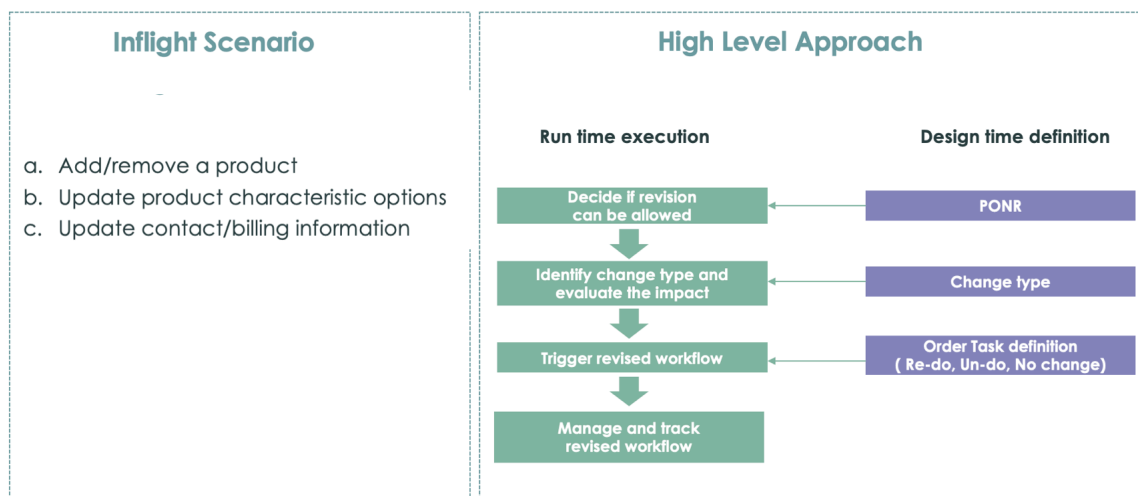 Inflight Scenario
a. Add/remove a product
b. Update product characteristic options
c. Update contact/billing information
High Level Approach
Run time execution
Design time definition
Decide if revision
can be allowed
PONR
Identify change type and
evaluate the impact
Change type
Trigger revised workflow
Order Task definition
( Re-do, Un-do, No change)
Manage and track
revised workflow